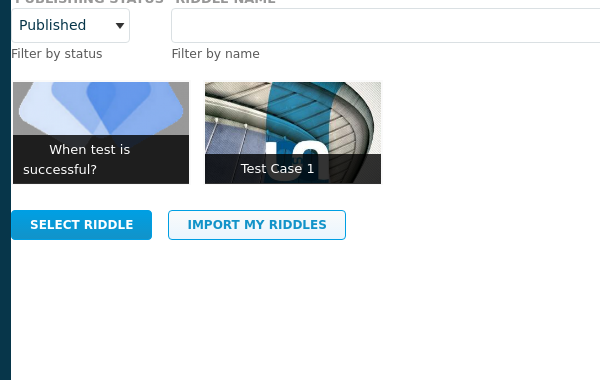 PUBLISHING STATUS RIDDLE NAME
Published
Filter by status Filter by name
When test is
successful?
Test Case 1
SELECT RIDDLE IMPORT MY RIDDLES